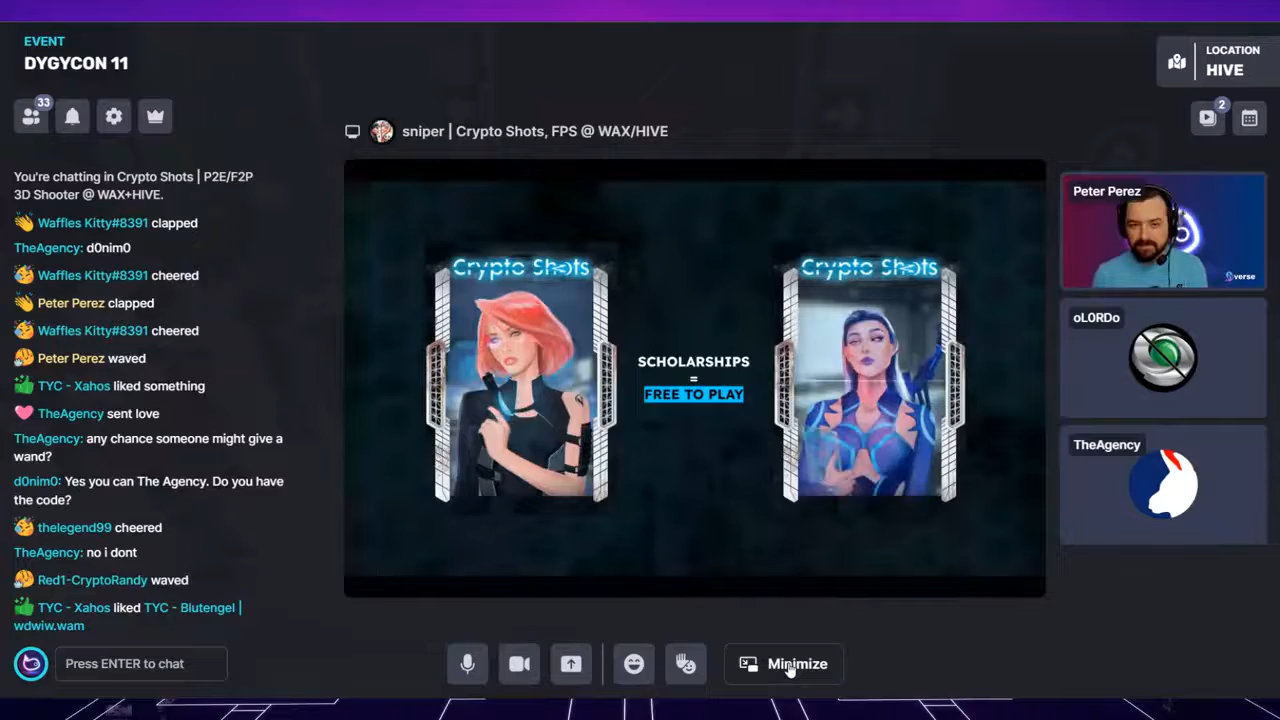 EVENT
DYGYCON 11
LOCATION
HIVE
33
2
sniper | Crypto Shots, FPS @ WAX/HIVE
You're chatting in Crypto Shots | P2E/F2P
3D Shooter @ WAX+HIVE.
Waffles Kitty#8391 clapped
TheAgency: d0nim0
Waffles Kitty#8391 cheered
Peter Perez clapped
Waffles Kitty#8391 cheered
Peter Perez waved
TYC - Xahos liked something
TheAgency sent love
TheAgency: any chance someone might give a
wand?
d0nim0: Yes you can The Agency. Do you have
the code?
thelegend99 cheered
TheAgency: no i dont
Red1-CryptoRandy waved
TYC - Xahos liked TYC - Blutengel |
wdwiw.wam
Press ENTER to chat
Crypto Shots
SCHOLARSHIPS
=
FREE TO PLAY
Crypto Shots
Peter Perez
verse
oL0RDo
TheAgency
Minimize